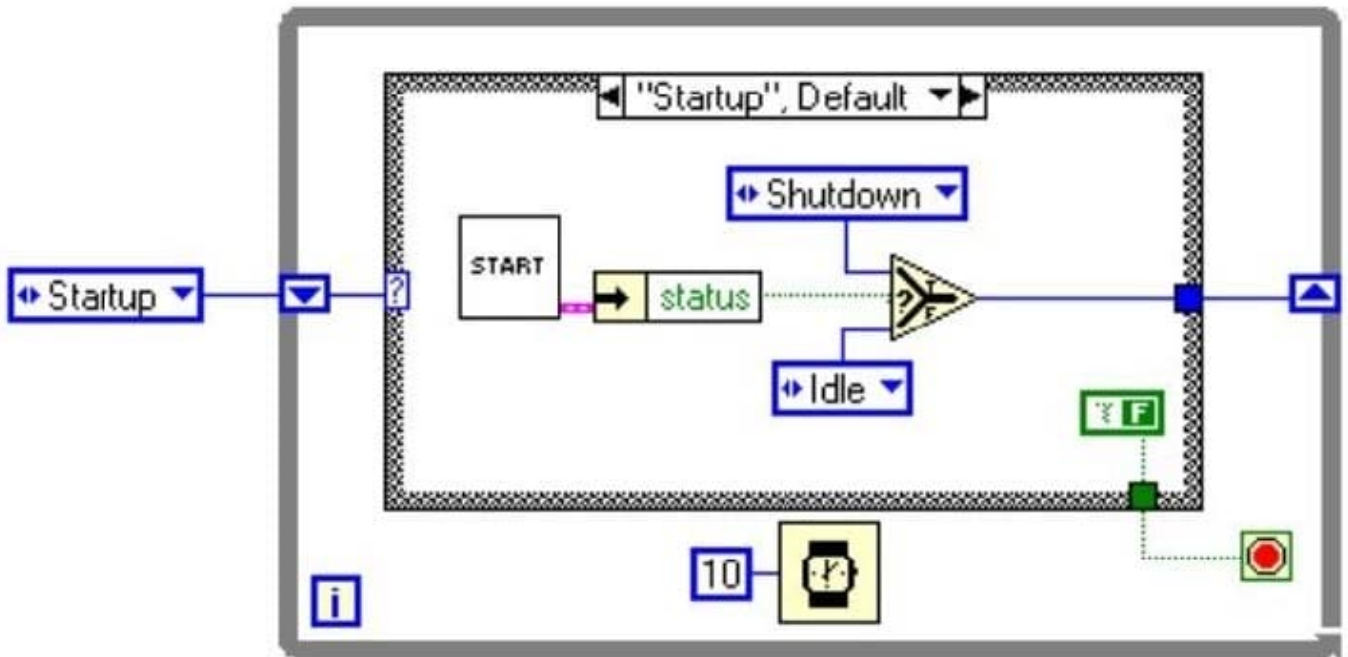 "Startup", Default
Shutdown
START
Startup
?
status
?
T
F
Idle
F
10
i